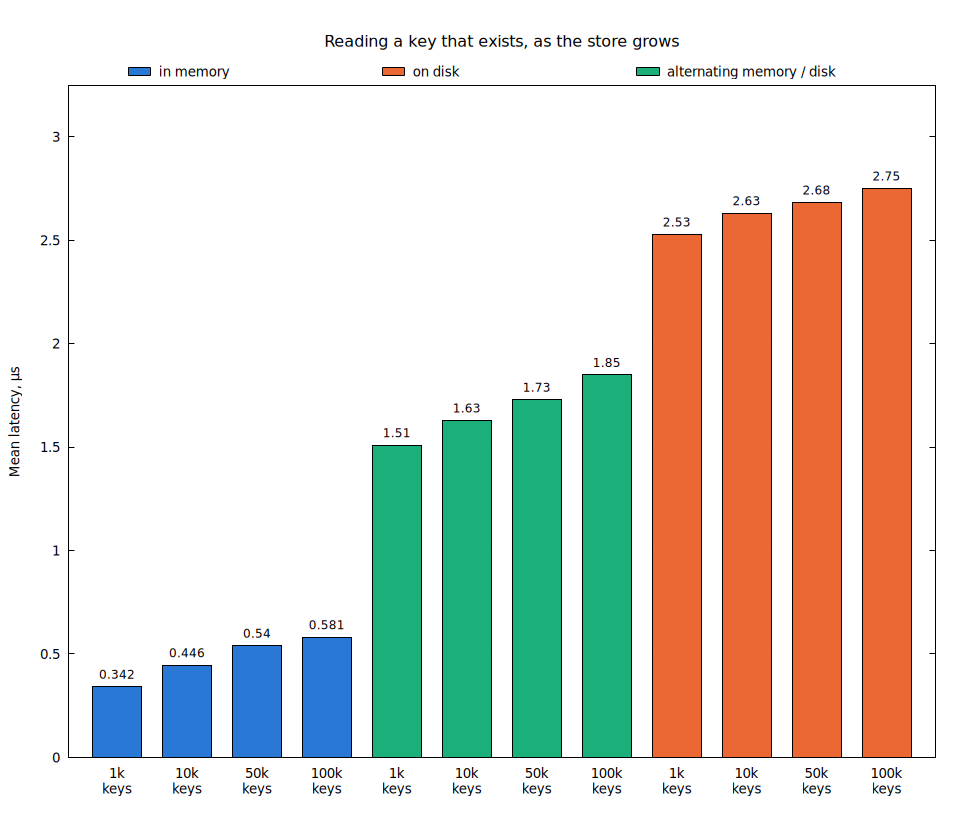 Reading a key that exists, as the store grows
in memory
on disk
alternating memory / disk
Mean latency, µs
3
2.5
2
1.5
1
0.5
0
0.342
0.446
0.54
0.581
1.51
1.63
1.73
1.85
2.53
2.63
2.68
2.75
1k
keys
10k
keys
50k
keys
100k
keys
1k
keys
10k
keys
50k
keys
100k
keys
1k
keys
10k
keys
50k
keys
100k
keys